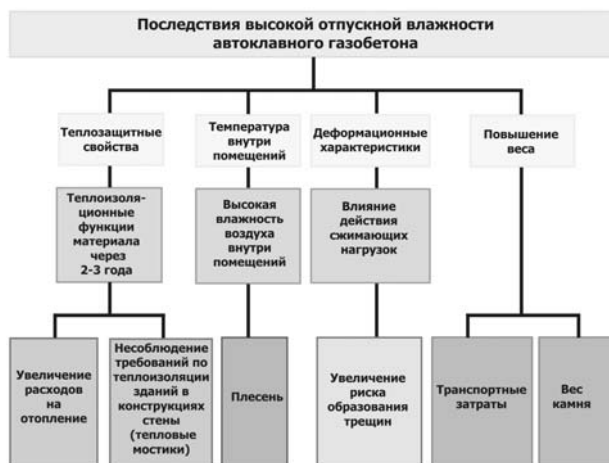 Последствия высокой отпускной влажности
автоклавного газобетона
Теплозащитные
свойства
Температура
внутри
помещений
Деформационные
характеристики
Повышение
веса
Теплоизоля-
ционные
функции
материала
через
2-3 года
Высокая
влажность
воздуха
внутри
помещений
Влияние
действия
сжимающих
нагрузок
Увеличение
расходов
на
отопление
Несоблюдение
требований по
теплоизоляции
зданий в
конструкциях
стены
(тепловые
мостики)
Плесень
Увеличение
риска
образования
трещин
Транспортные
затраты
Вес
камня